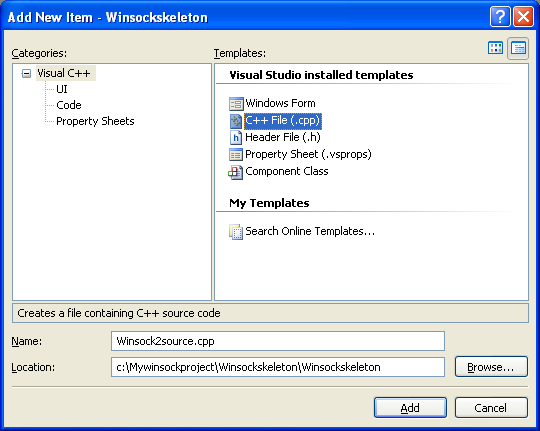 Add New Item - Winsockskeleton
Categories:
Templates:
Visual C++
UI
Code
Property Sheets
Visual Studio installed templates
Windows Form
C++ File (.cpp)
Header File (.h)
Property Sheet (.vsprops)
Component Class
My Templates
Search Online Templates...
Creates a file containing C++ source code
Name:
Winsock2source.cpp
Location:
c:\Mywinsockproject\Winsockskeleton\Winsockskeleton
Browse...
Add
Cancel